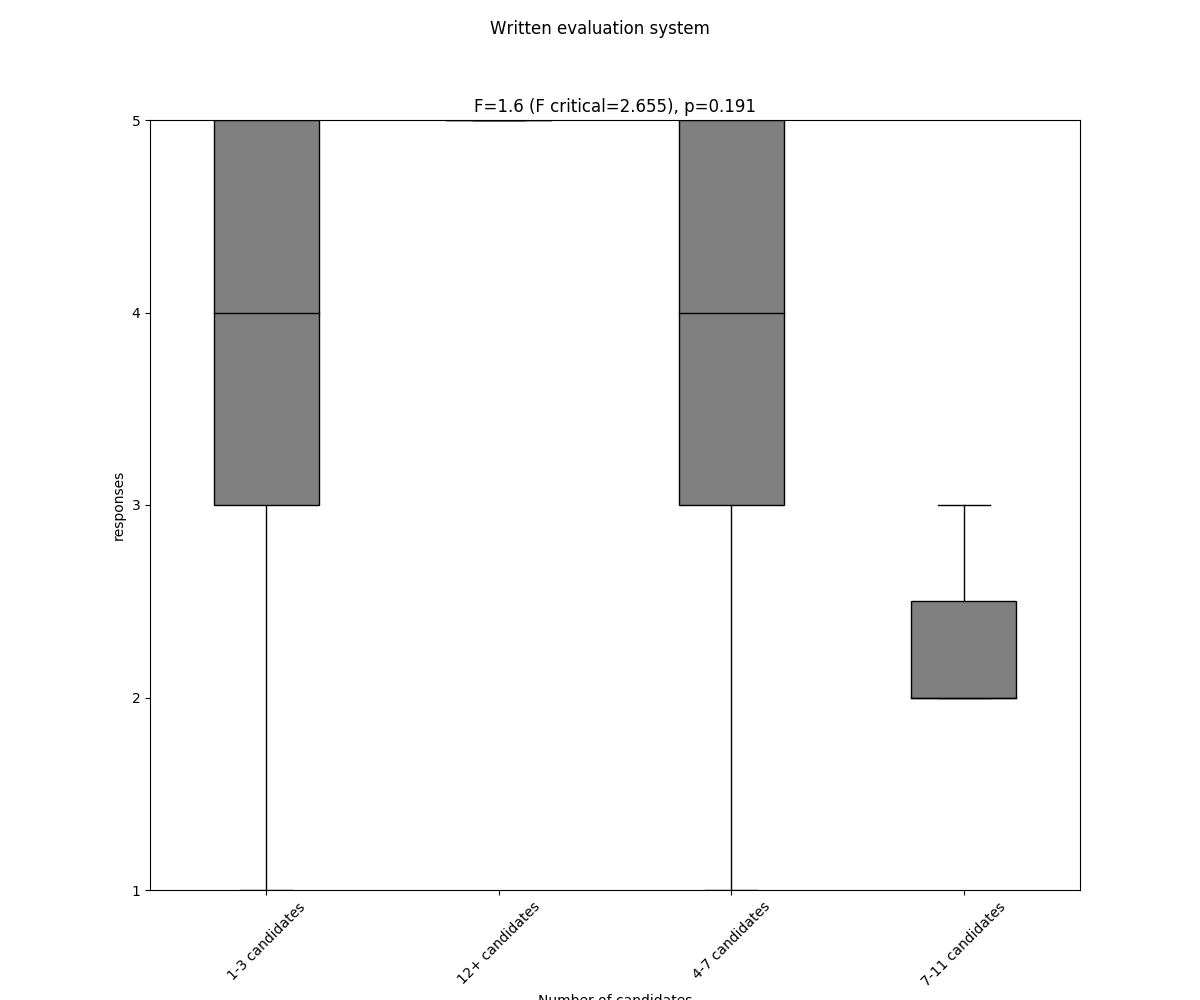 Written evaluation system
F=1.6 (F critical=2.655), p=0.191
5
4
3
2
1
responses
1-3 candidates
12+ candidates
4-7 candidates
7-11 candidates
Number of candidates